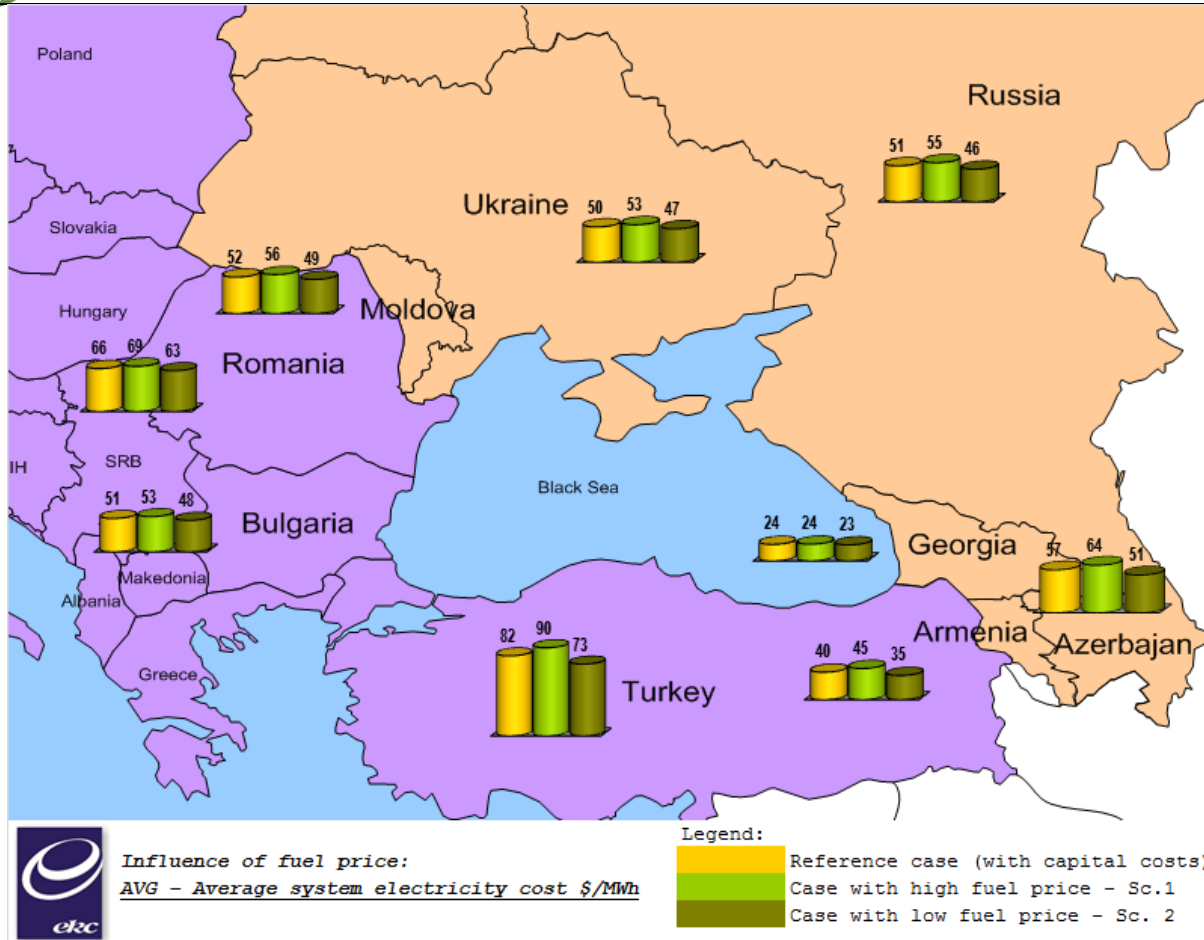 Poland
Russia
51 55 46
Slovakia
Ukraine
50 53 47
52 56 49
Hungary
Moldova
66 69 63
Romania
IH
SRB
Black Sea
51 53 48
Bulgaria
24 24 23
Georgia
57 64 51
Makedonia
Albania
Armenia
Azerbajan
82 90 73
40 45 35
Greece
Turkey
Legend:
Influence of fuel price:
AVG – Average system electricity cost $/MWh
ekc
Reference case (with capital costs)
Case with high fuel price - Sc.1
Case with low fuel price - Sc. 2